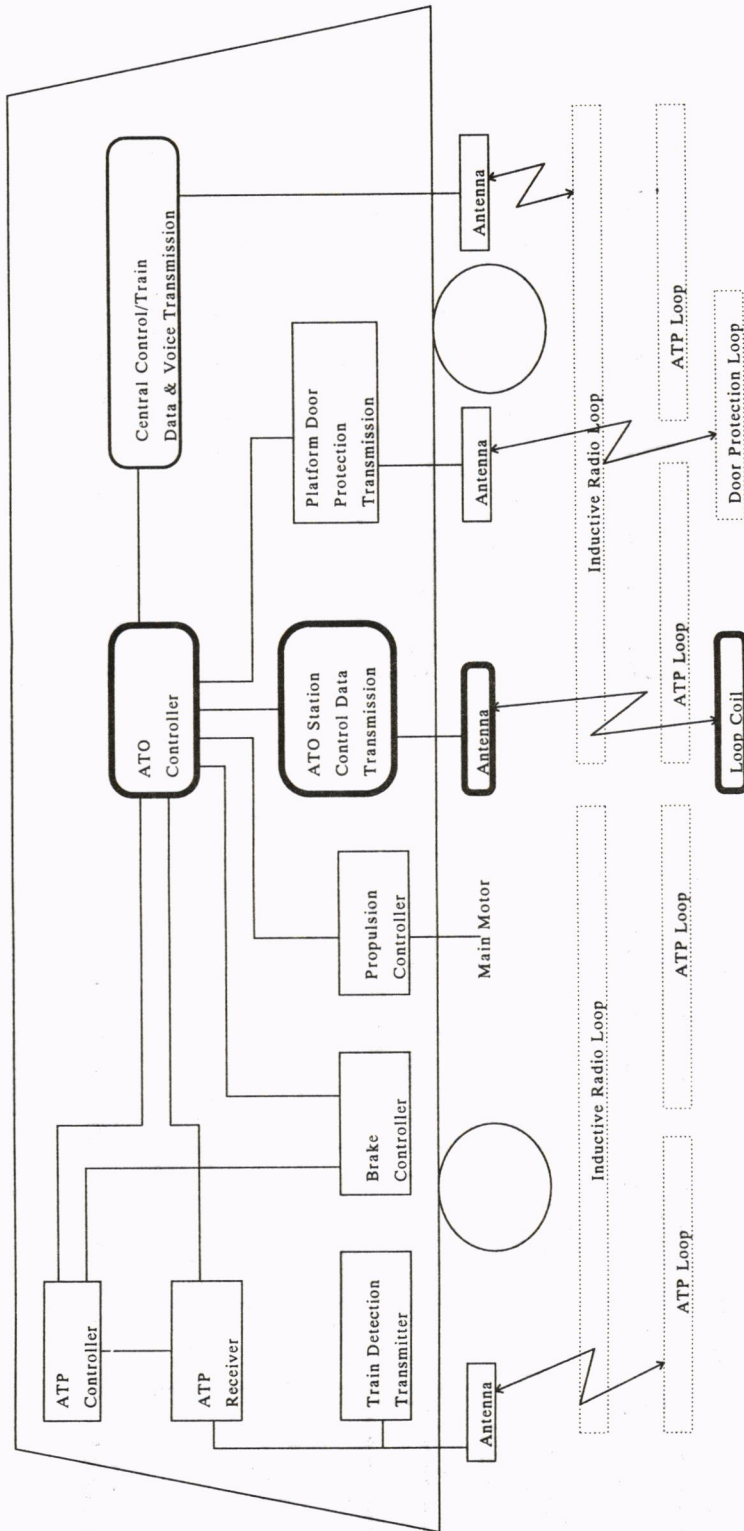 ATP
Controller
ATP
Receiver
Train Detection
Transmitter
Brake
Controller
Propulsion
Controller
Main Motor
ATO
Controller
ATO Station
Control Data
Transmission
Central Control/Train
Data & Voice Transmission
Platform Door
Protection
Transmission
Antenna
Antenna
Antenna
Antenna
Inductive Radio Loop
Inductive Radio Loop
ATP Loop
ATP Loop
ATP Loop
ATP Loop
Loop Coil
Door Protection Loop